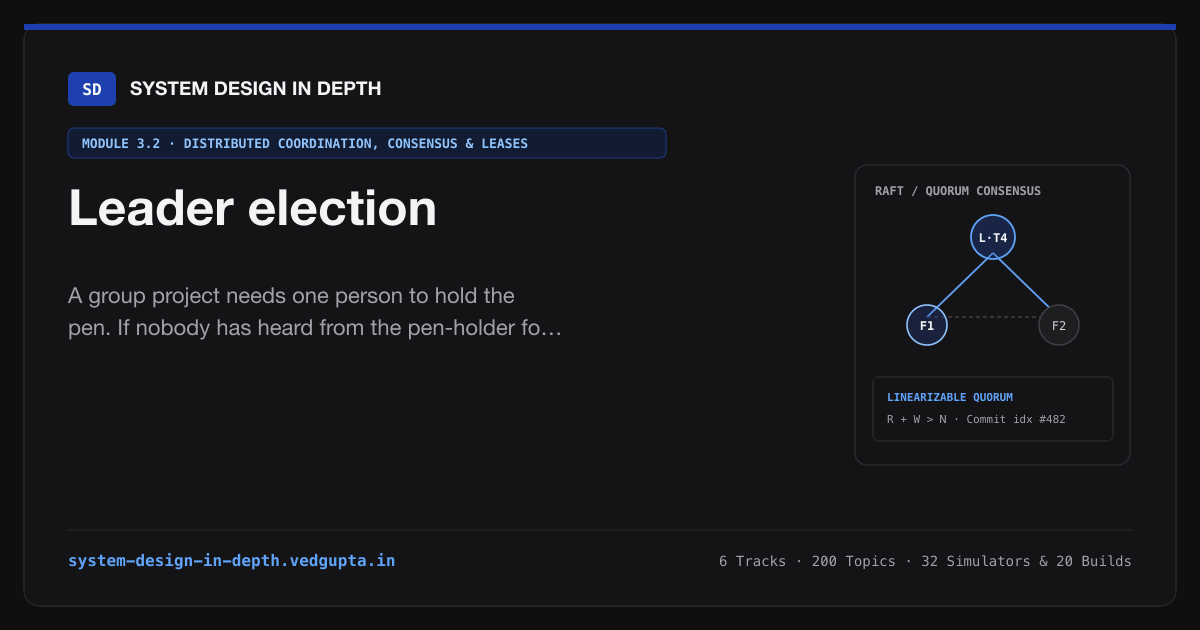 SD
SYSTEM DESIGN IN DEPTH
MODULE 3.2 · DISTRIBUTED COORDINATION, CONSENSUS & LEASES
Leader election
A group project needs one person to hold the
pen. If nobody has heard from the pen-holder fo…
RAFT / QUORUM CONSENSUS
L·T4
F1
F2
LINEARIZABLE QUORUM
R + W > N · Commit idx #482
system-design-in-depth.vedgupta.in
6 Tracks · 200 Topics · 32 Simulators & 20 Builds